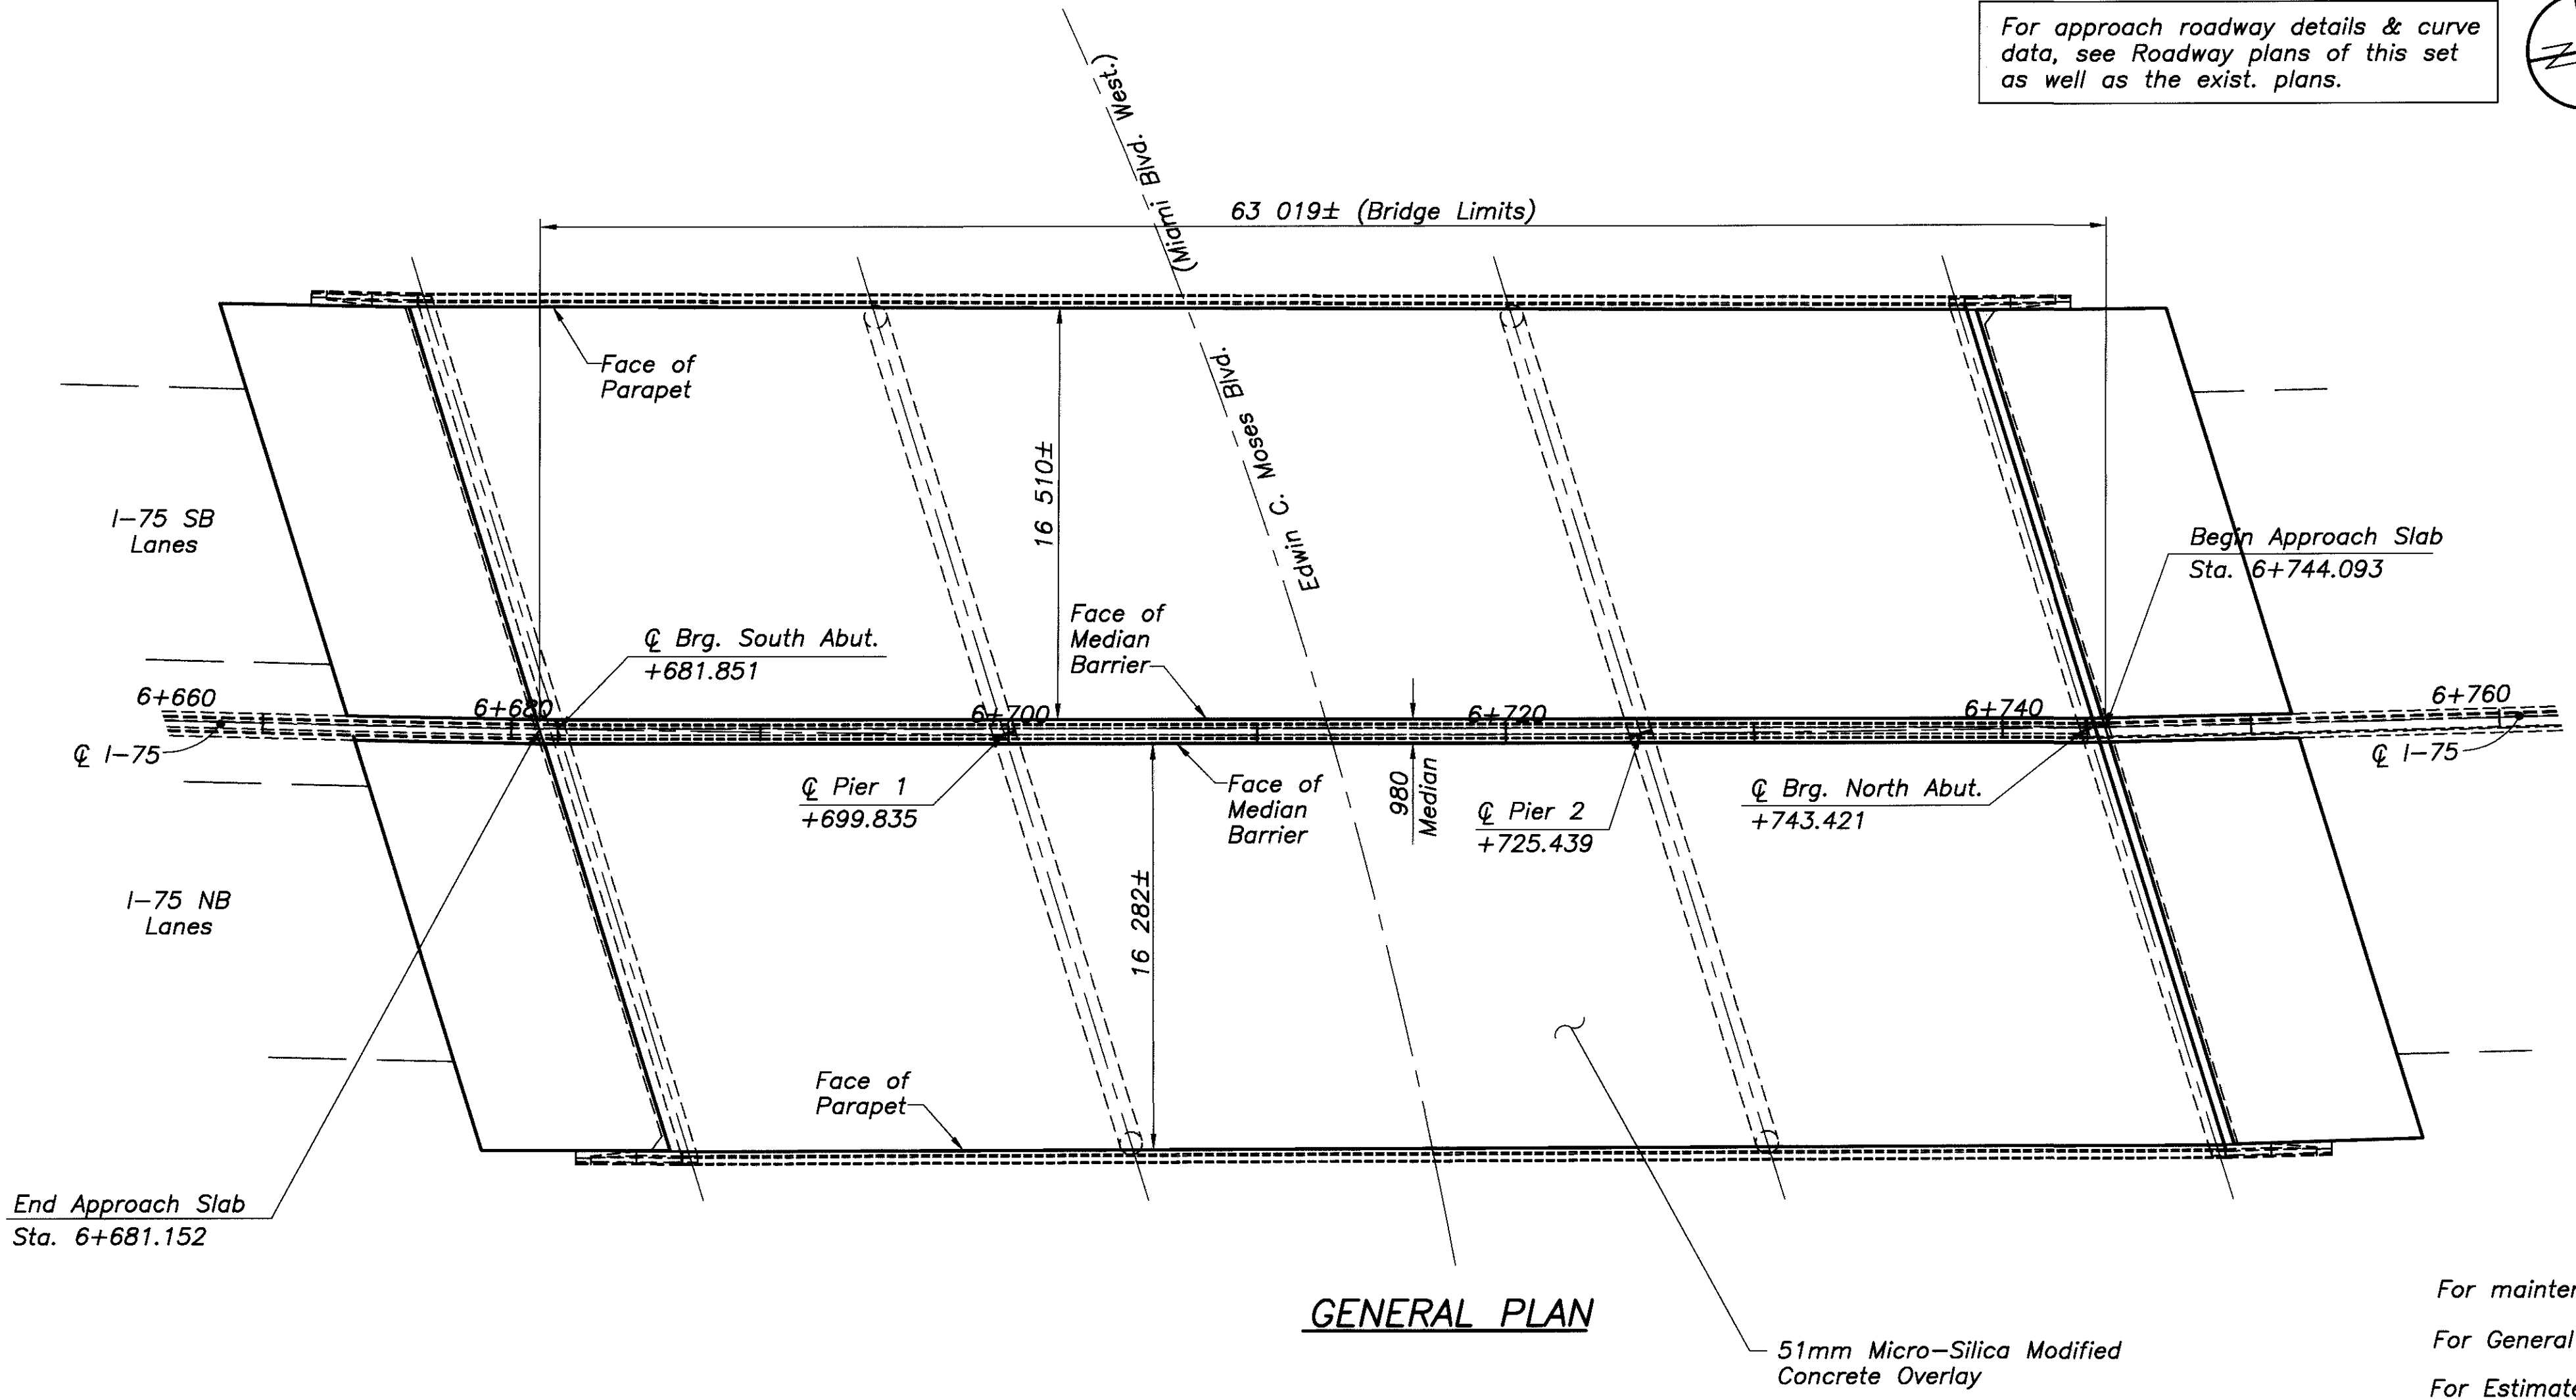 For approach roadway details & curve
data, see Roadway plans of this set
as well as the exist. plans.
N
(Miami Blvd. West.)
63 019± (Bridge Limits)
Face of
Parapet
Edwin C. Moses Blvd.
16 510±
I-75 SB
Lanes
Begin Approach Slab
Sta. 6+744.093
Face of
Median
Barrier
℄ Brg. South Abut.
+681.851
6+660
6+680
6+700
6+720
6+740
6+760
℄ I-75
℄ I-75
℄ Pier 1
+699.835
Face of
Median
Barrier
980
Median
℄ Pier 2
+725.439
℄ Brg. North Abut.
+743.421
I-75 NB
Lanes
16 282±
Face of
Parapet
End Approach Slab
Sta. 6+681.152
GENERAL PLAN
51mm Micro-Silica Modified
Concrete Overlay
For General